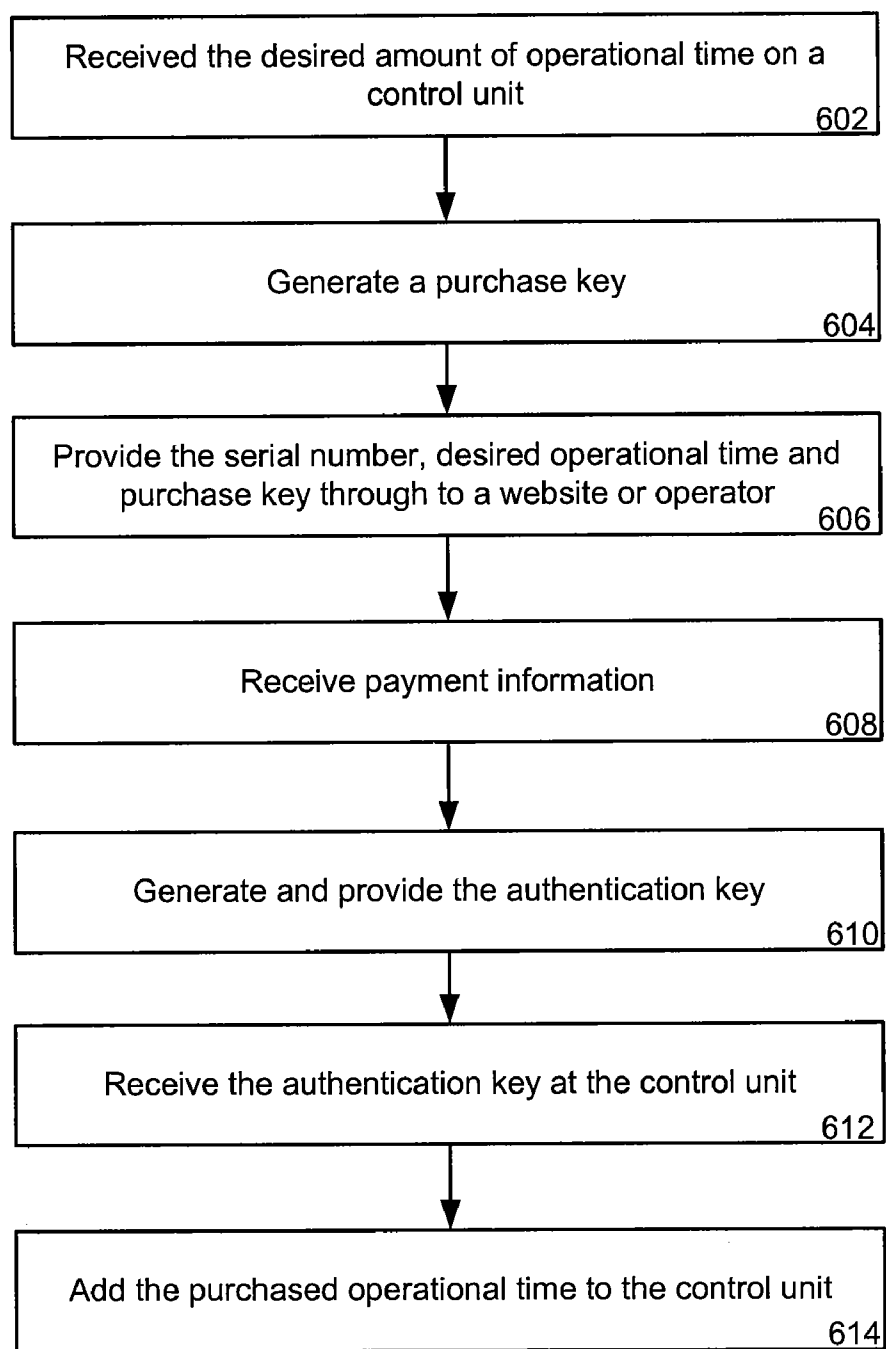 Received the desired amount of operational time on a
control unit
602
Generate a purchase key
604
Provide the serial number, desired operational time and
purchase key through to a website or operator
606
Receive payment information
608
Generate and provide the authentication key
610
Receive the authentication key at the control unit
612
Add the purchased operational time to the control unit
614